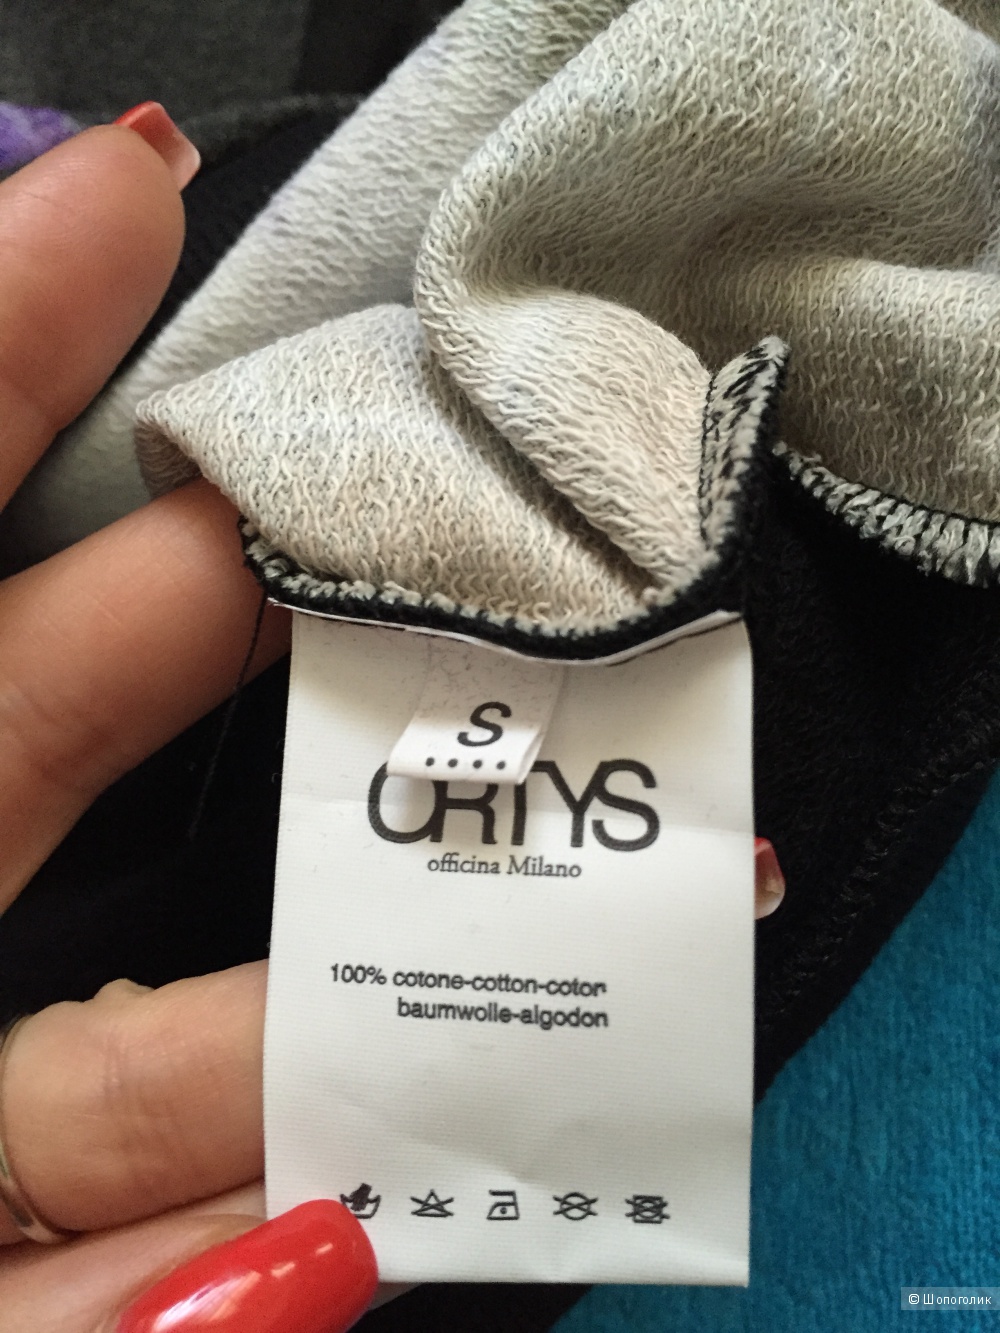 S
ORTYS
officina Milano
100% cotone-cotton-coton
baumwolle-algodon
© Шопоголик